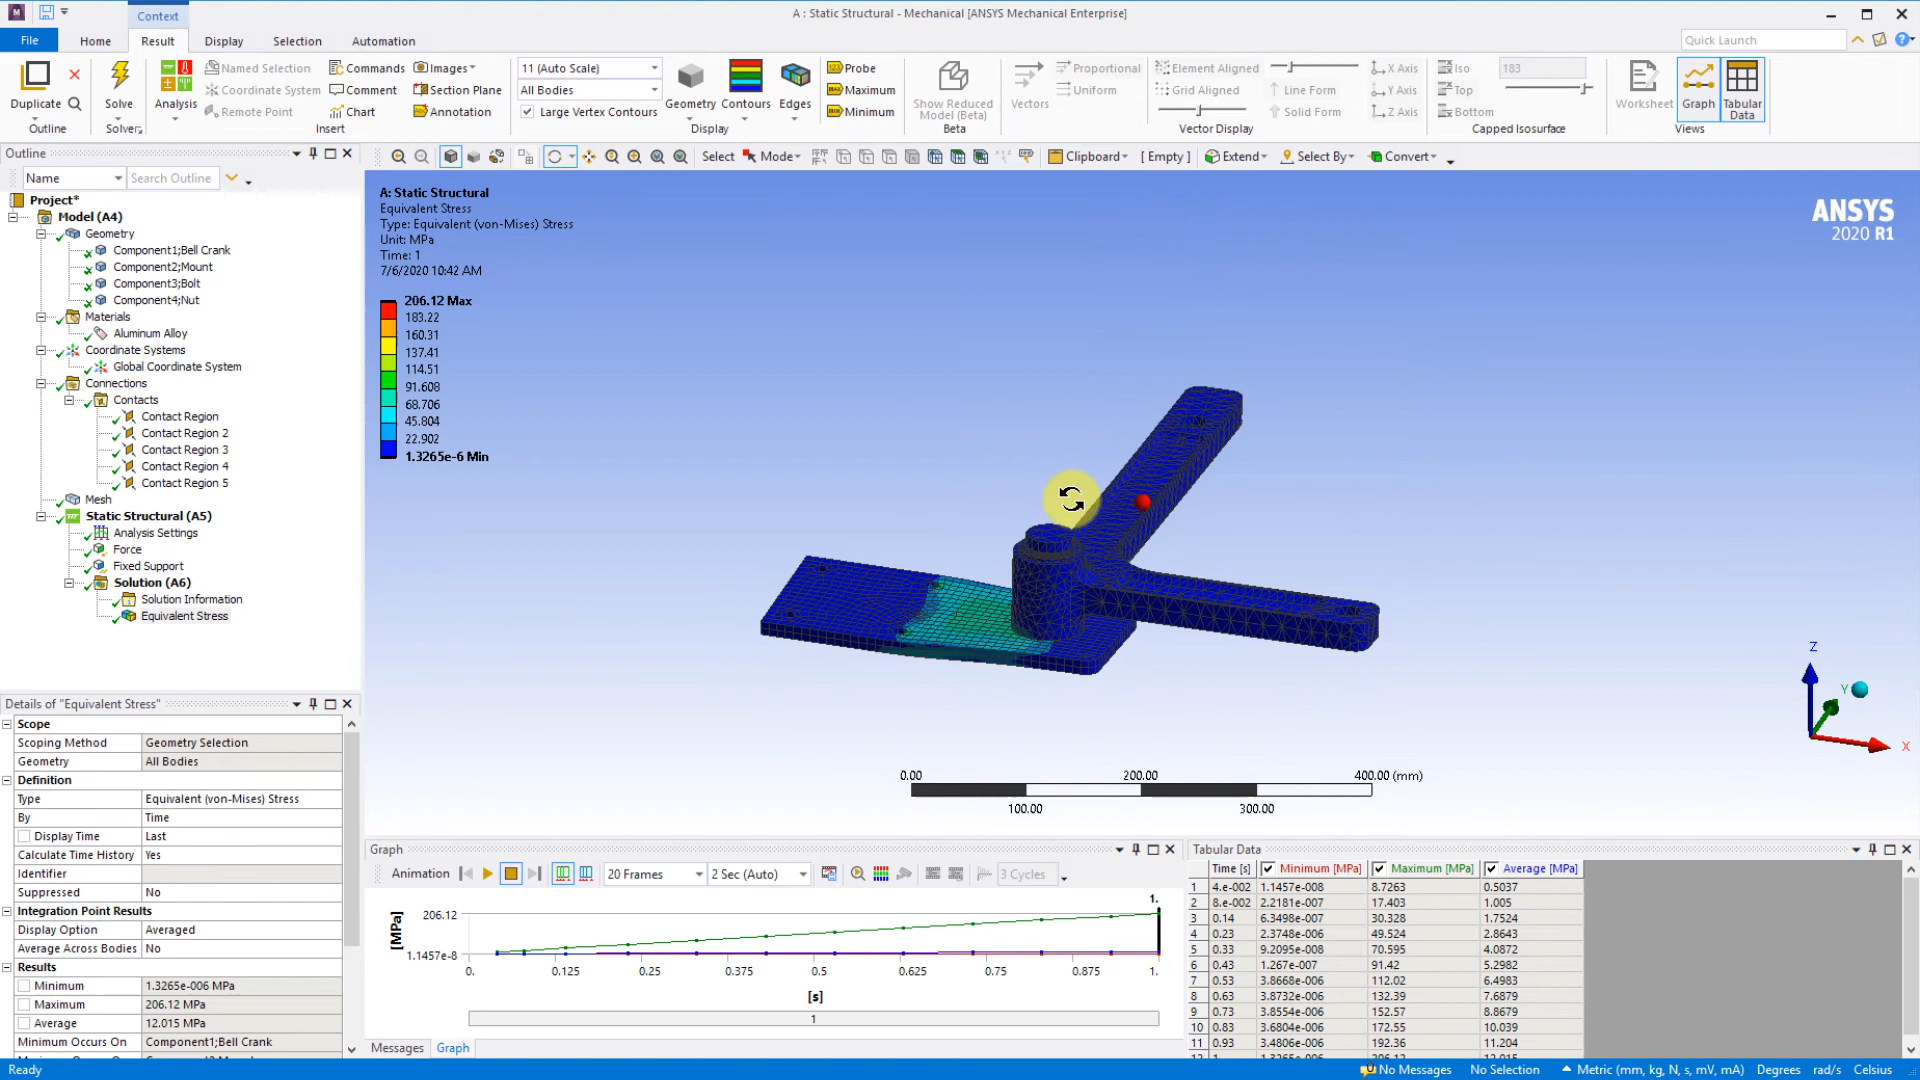 Context
A : Static Structural - Mechanical [ANSYS Mechanical Enterprise]
File Home Result Display Selection Automation
Quick Launch
Duplicate
Outline
Solve
Solver
Analysis
Named Selection
Coordinate System
Remote Point
Commands
Comment
Chart
Images
Section Plane
Annotation
Insert
11 (Auto Scale)
All Bodies
Large Vertex Contours
Geometry
Contours
Edges
Display
Probe
Maximum
Minimum
Show Reduced
Model (Beta)
Beta
Vectors
Proportional
Uniform
Element Aligned
Grid Aligned
Line Form
Solid Form
Vector Display
X Axis
Y Axis
Z Axis
Iso
Top
Bottom
183
Capped Isosurface
Worksheet
Graph
Tabular
Data
Views
Outline
Name
Search Outline
Select Mode Clipboard [ Empty ] Extend Select By Convert
Project*
Model (A4)
Geometry
Component1;Bell Crank
Component2;Mount
Component3;Bolt
Component4;Nut
Materials
Aluminum Alloy
Coordinate Systems
Global Coordinate System
Connections
Contacts
Contact Region
Contact Region 2
Contact Region 3
Contact Region 4
Contact Region 5
Mesh
Static Structural (A5)
Analysis Settings
Force
Fixed Support
Solution (A6)
Solution Information
Equivalent Stress
A: Static Structural
Equivalent Stress
Type: Equivalent (von-Mises) Stress
Unit: MPa
Time: 1
7/6/2020 10:42 AM
206.12 Max
183.22
160.31
137.41
114.51
91.608
68.706
45.804
22.902
1.3265e-6 Min
ANSYS
2020 R1
Z
Y
X
0.00 200.00 400.00 (mm)
100.00 300.00
Details of "Equivalent Stress"
Scope
Scoping Method Geometry Selection
Geometry All Bodies
Definition
Type Equivalent (von-Mises) Stress
By Time
Display Time Last
Calculate Time History Yes
Identifier
Suppressed No
Integration Point Results
Display Option Averaged
Average Across Bodies No
Results
Minimum 1.3265e-006 MPa
Maximum 206.12 MPa
Average 12.015 MPa
Minimum Occurs On Component1;Bell Crank
Graph
Animation 20 Frames 2 Sec (Auto) 3 Cycles
[MPa]
206.12
1.1457e-8
1.
0. 0.125 0.25 0.375 0.5 0.625 0.75 0.875 1.
[s]
1
Messages Graph
Tabular Data
Time [s] Minimum [MPa] Maximum [MPa] Average [MPa]
1 4.e-002 1.1457e-008 8.7263 0.5037
2 8.e-002 2.2181e-007 17.403 1.005
3 0.14 6.3498e-007 30.328 1.7524
4 0.23 2.3748e-006 49.524 2.8643
5 0.33 9.2095e-008 70.595 4.0872
6 0.43 1.267e-007 91.42 5.2982
7 0.53 3.8668e-006 112.02 6.4983
8 0.63 3.8732e-006 132.39 7.6879
9 0.73 3.8554e-006 152.57 8.8679
10 0.83 3.6804e-006 172.55 10.039
11 0.93 3.4806e-006 192.36 11.204
Ready
No Messages No Selection Metric (mm, kg, N, s, mV, mA) Degrees rad/s Celsius